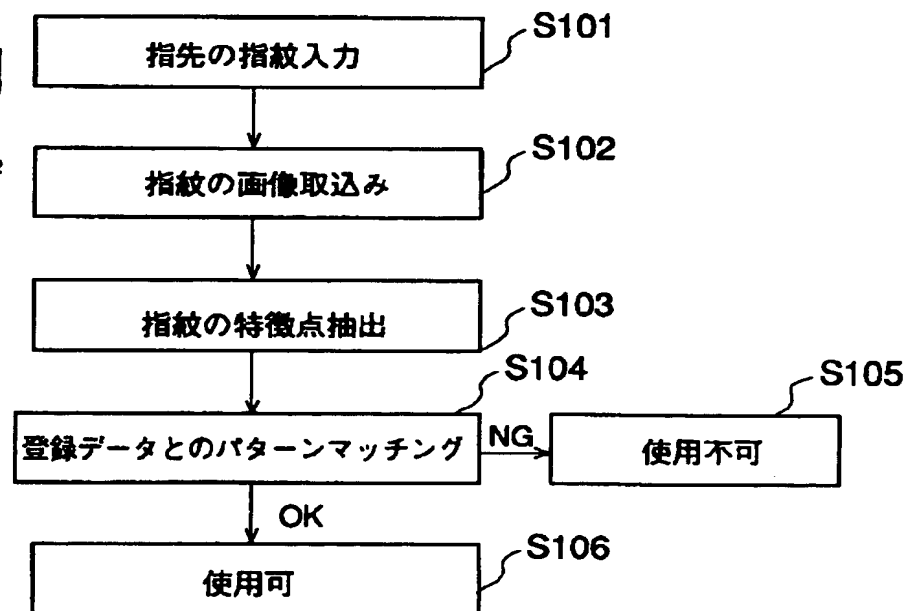 指先の指紋入力
S101
指紋の画像取込み
S102
指紋の特徴点抽出
S103
登録データとのパターンマッチング
S104
NG
使用不可
S105
OK
使用可
S106